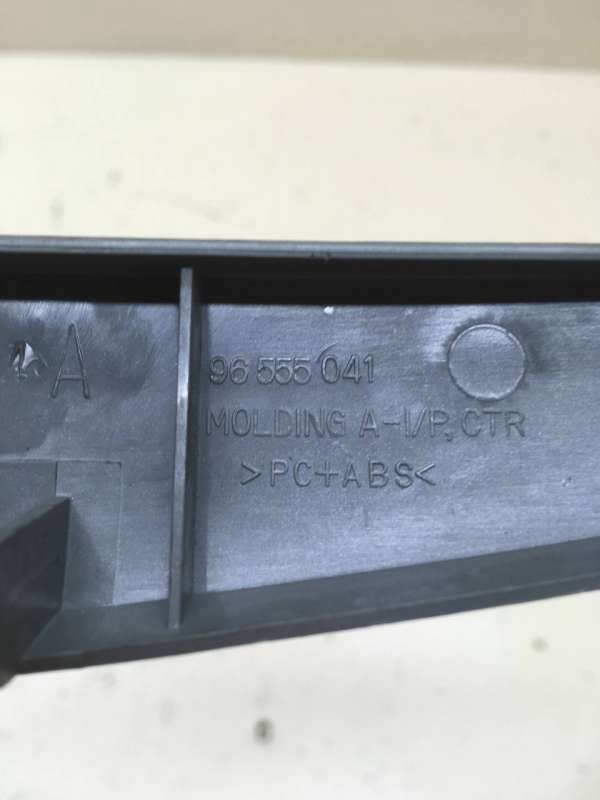 A
96 555 041
MOLDING A-I/P, CTR
>PC+ABS<